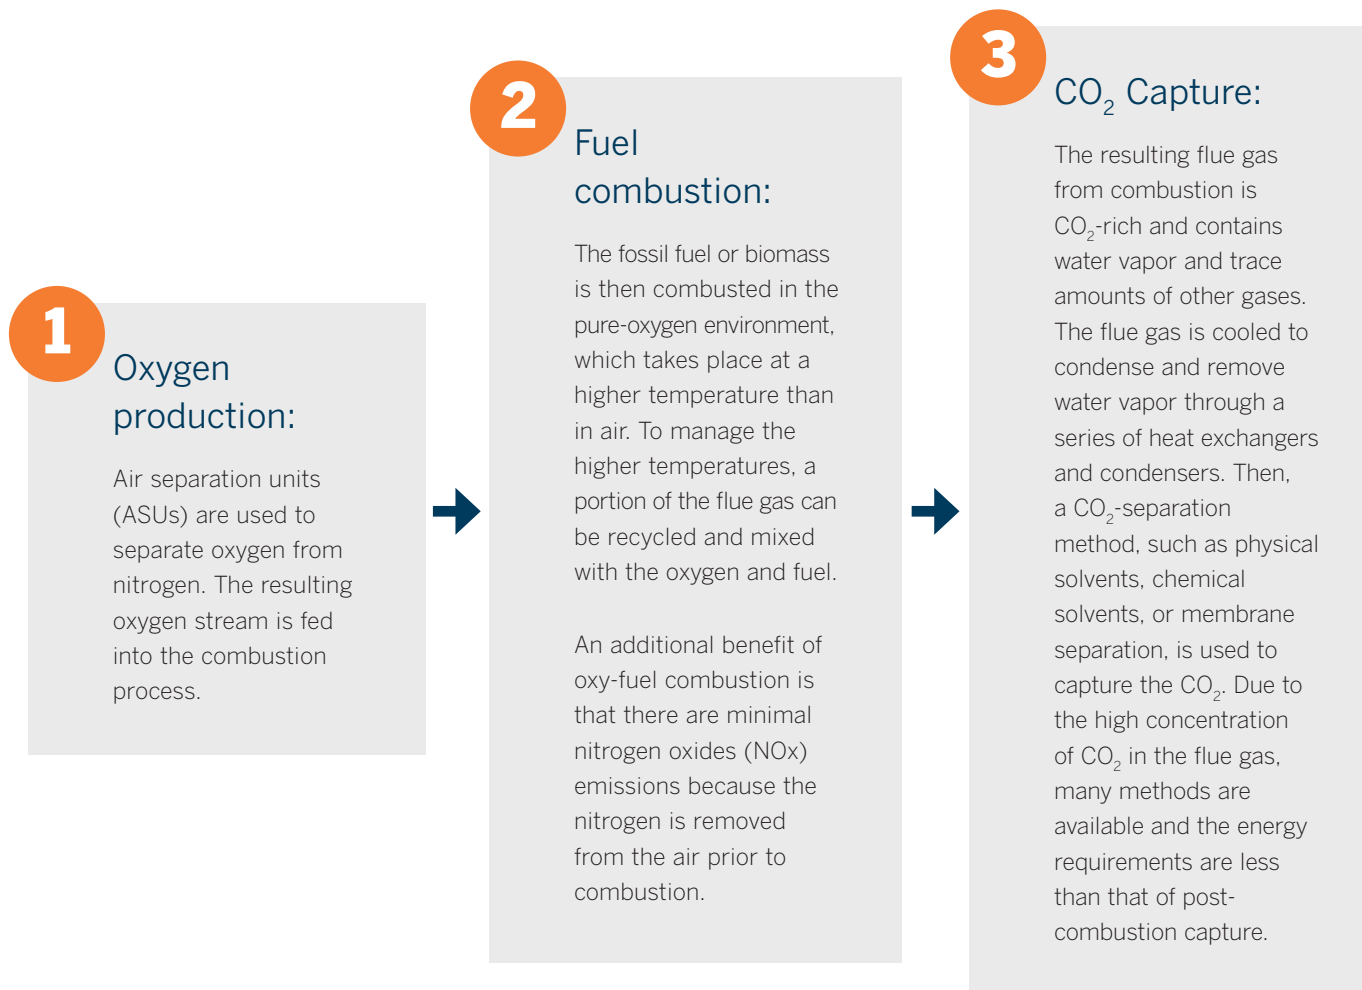 1
Oxygen
production:
Air separation units
(ASUs) are used to
separate oxygen from
nitrogen. The resulting
oxygen stream is fed
into the combustion
process.
2
Fuel
combustion:
The fossil fuel or biomass
is then combusted in the
pure-oxygen environment,
which takes place at a
higher temperature than
in air. To manage the
higher temperatures, a
portion of the flue gas can
be recycled and mixed
with the oxygen and fuel.
An additional benefit of
oxy-fuel combustion is
that there are minimal
nitrogen oxides (NOx)
emissions because the
nitrogen is removed
from the air prior to
combustion.
3
CO₂ Capture:
The resulting flue gas
from combustion is
CO₂-rich and contains
water vapor and trace
amounts of other gases.
The flue gas is cooled to
condense and remove
water vapor through a
series of heat exchangers
and condensers. Then,
a CO₂-separation
method, such as physical
solvents, chemical
solvents, or membrane
separation, is used to
capture the CO₂. Due to
the high concentration
of CO₂ in the flue gas,
many methods are
available and the energy
requirements are less
than that of post-
combustion capture.